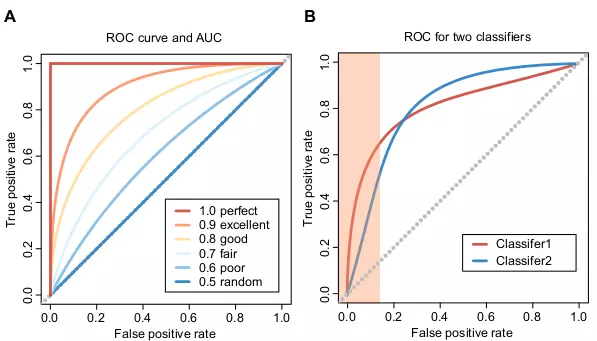 A
ROC curve and AUC
True positive rate
1.0
0.8
0.6
0.4
0.2
0.0
1.0 perfect
0.9 excellent
0.8 good
0.7 fair
0.6 poor
0.5 random
0.0 0.2 0.4 0.6 0.8 1.0
False positive rate
B
ROC for two classifiers
True positive rate
1.0
0.8
0.6
0.4
0.2
0.0
Classifer1
Classifer2
0.0 0.2 0.4 0.6 0.8 1.0
False positive rate